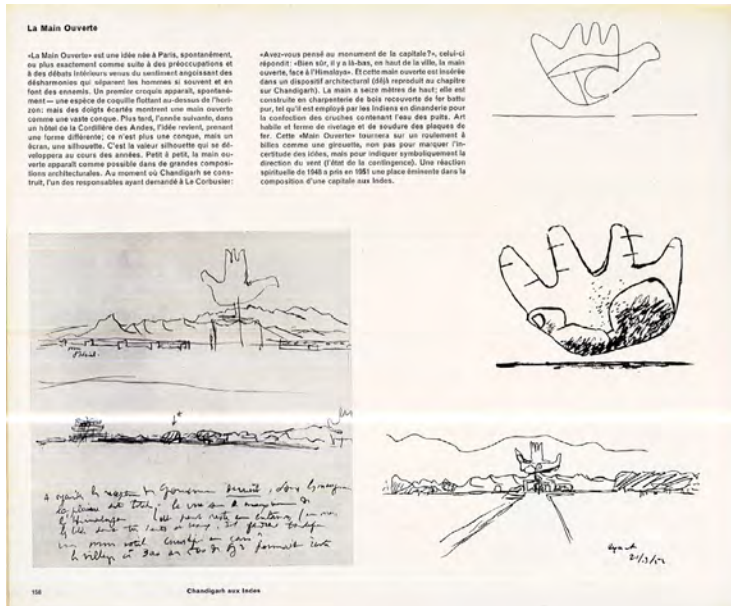 La Main Ouverte
«La Main Ouverte» est une idée née à Paris, spontanément,
ou plus exactement comme suite à des préoccupations et
à des débats intérieurs venus du sentiment angoissant des
désharmonies qui séparent les hommes si souvent et en
font des ennemis. Un premier croquis apparaît, spontané-
ment — une espèce de coquille flottant au-dessus de l'hori-
zon; mais des doigts écartés montrent une main ouverte
comme une vaste conque. Plus tard, l'année suivante, dans
un hôtel de la Cordillère des Andes, l'idée revient, prenant
une forme différente; ce n'est plus une conque, mais un
écran, une silhouette. C'est la valeur silhouette qui se dé-
veloppera au cours des années. Petit à petit, la main ou-
verte apparaît comme possible dans de grandes composi-
tions architecturales. Au moment où Chandigarh se cons-
truit, l'un des responsables ayant demandé à Le Corbusier:
«Avez-vous pensé au monument de la capitale?», celui-ci
répondit: «Bien sûr, il y a là-bas, en haut de la ville, la main
ouverte, face à l'Himalaya». Et cette main ouverte est insérée
dans un dispositif architectural (déjà reproduit au chapitre
sur Chandigarh). La main a seize mètres de haut; elle est
construite en charpenterie de bois recouverte de fer battu
pur, tel qu'il est employé par les Indiens en dinanderie pour
la confection des cruches contenant l'eau des puits. Art
habile et ferme de rivetage et de soudure des plaques de
fer. Cette «Main Ouverte» tournera sur un roulement à
billes comme une girouette, non pas pour marquer l'in-
certitude des idées, mais pour indiquer symboliquement la
direction du vent (l'état de la contingence). Une réaction
spirituelle de 1948 a pris en 1951 une place éminente dans la
composition d'une capitale aux Indes.
158
Chandigarh aux Indes